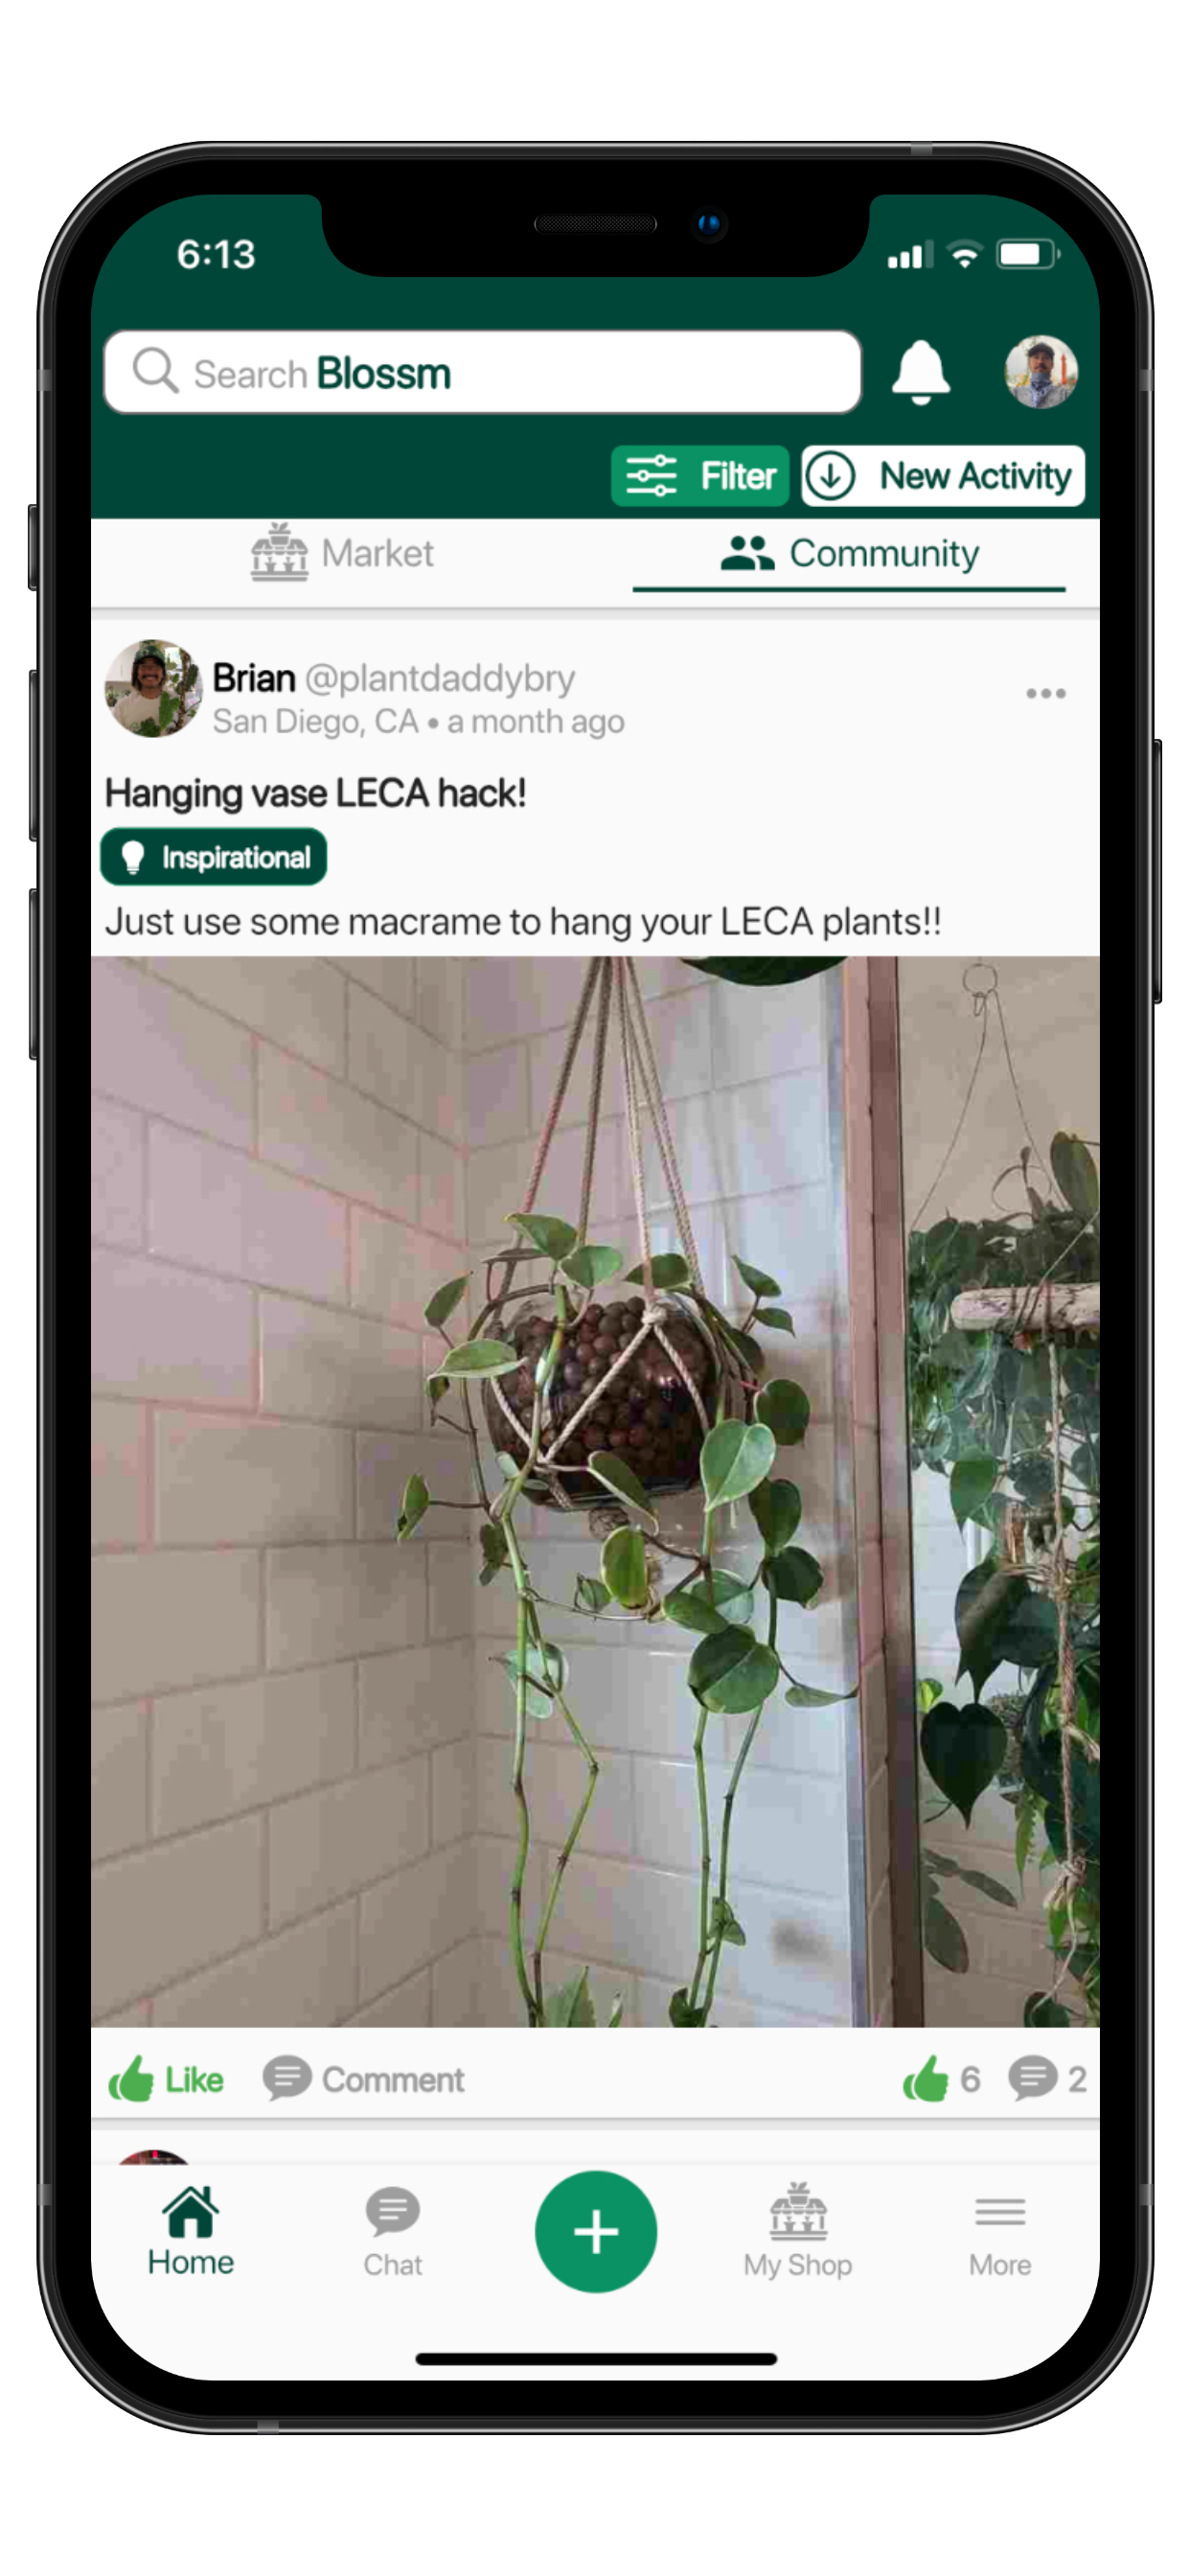 6:13
Search Blossm
Filter
New Activity
Market
Community
Brian @plantdaddybry
San Diego, CA • a month ago
Hanging vase LECA hack!
Inspirational
Just use some macrame to hang your LECA plants!!
Like
Comment
6
2
Home
Chat
My Shop
More